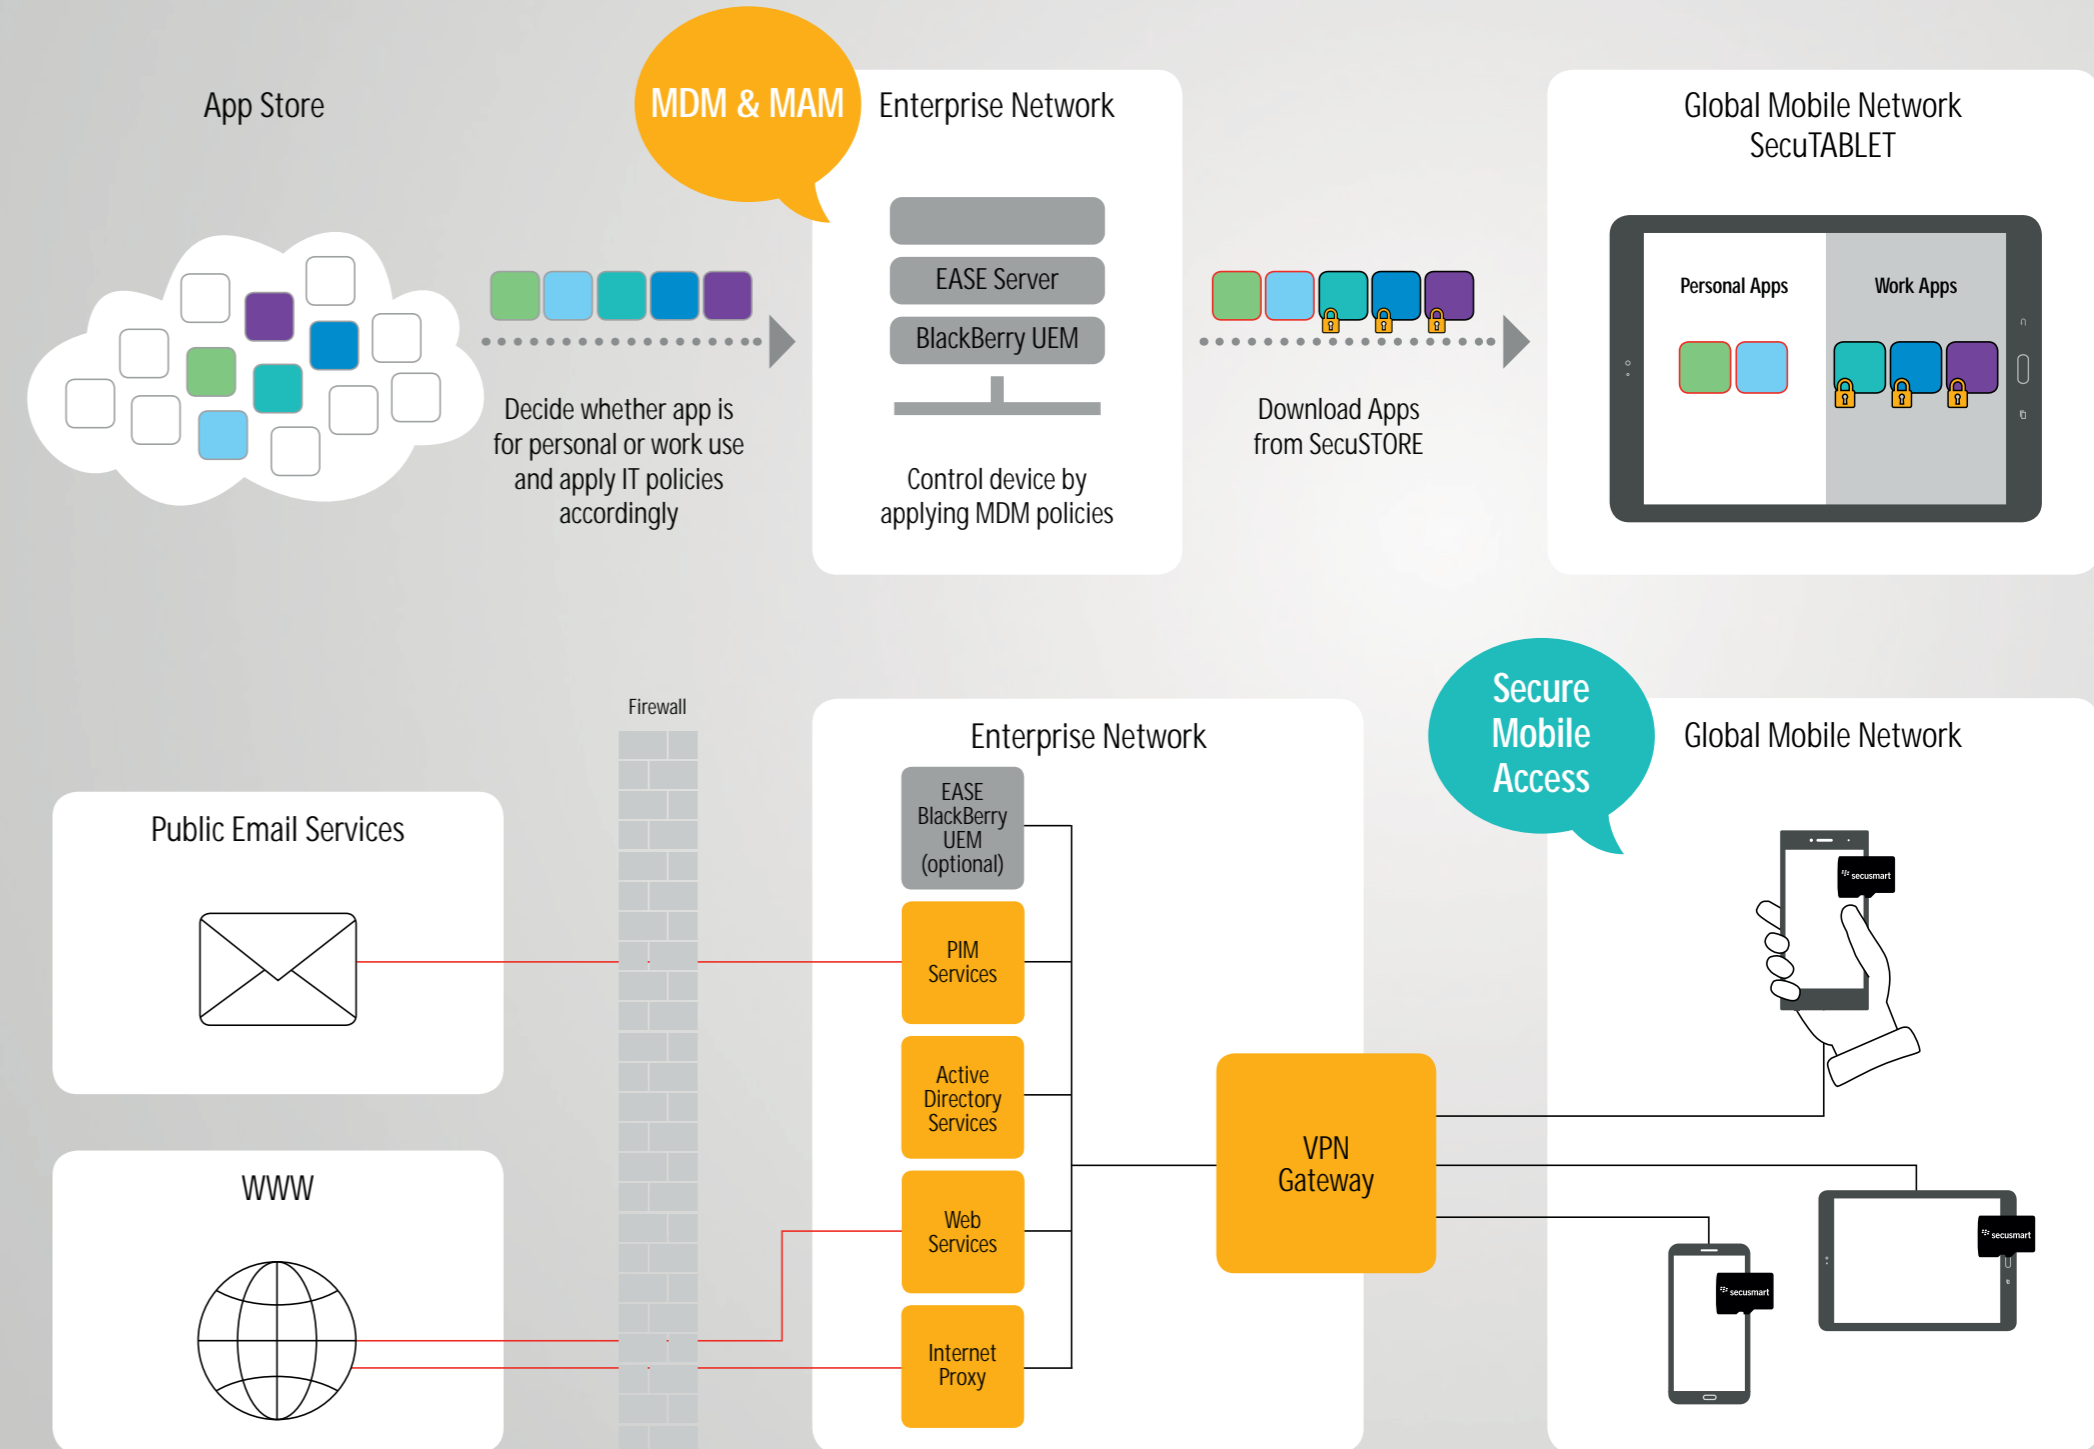 App Store
MDM & MAM
Enterprise Network
Global Mobile Network
SecuTABLET
EASE Server
BlackBerry UEM
Decide whether app is
for personal or work use
and apply IT policies
accordingly
Control device by
applying MDM policies
Download Apps
from SecuSTORE
Personal Apps
Work Apps
Firewall
Enterprise Network
Secure
Mobile
Access
Global Mobile Network
Public Email Services
EASE
BlackBerry
UEM
(optional)
PIM
Services
Active
Directory
Services
Web
Services
Internet
Proxy
VPN
Gateway
WWW
secusmart
secusmart
secusmart